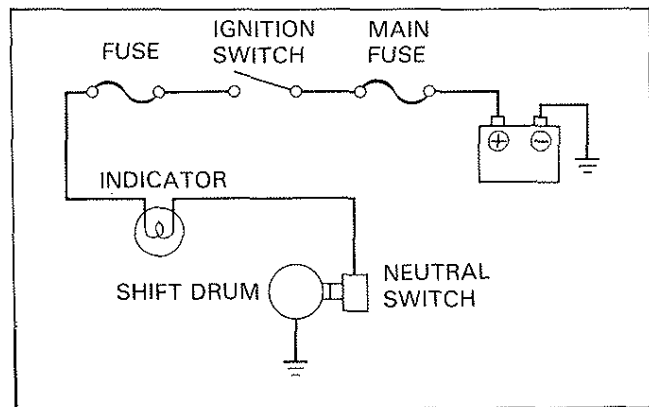 FUSE
IGNITION
SWITCH
MAIN
FUSE
INDICATOR
SHIFT DRUM
NEUTRAL
SWITCH